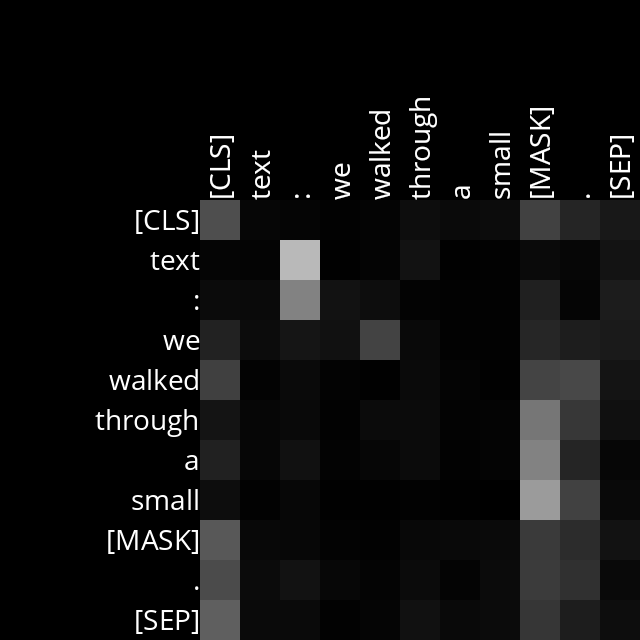 [CLS] text : we walked through a small [MASK] . [SEP]
[CLS]
text
:
we
walked
through
a
small
[MASK]
.
[SEP]